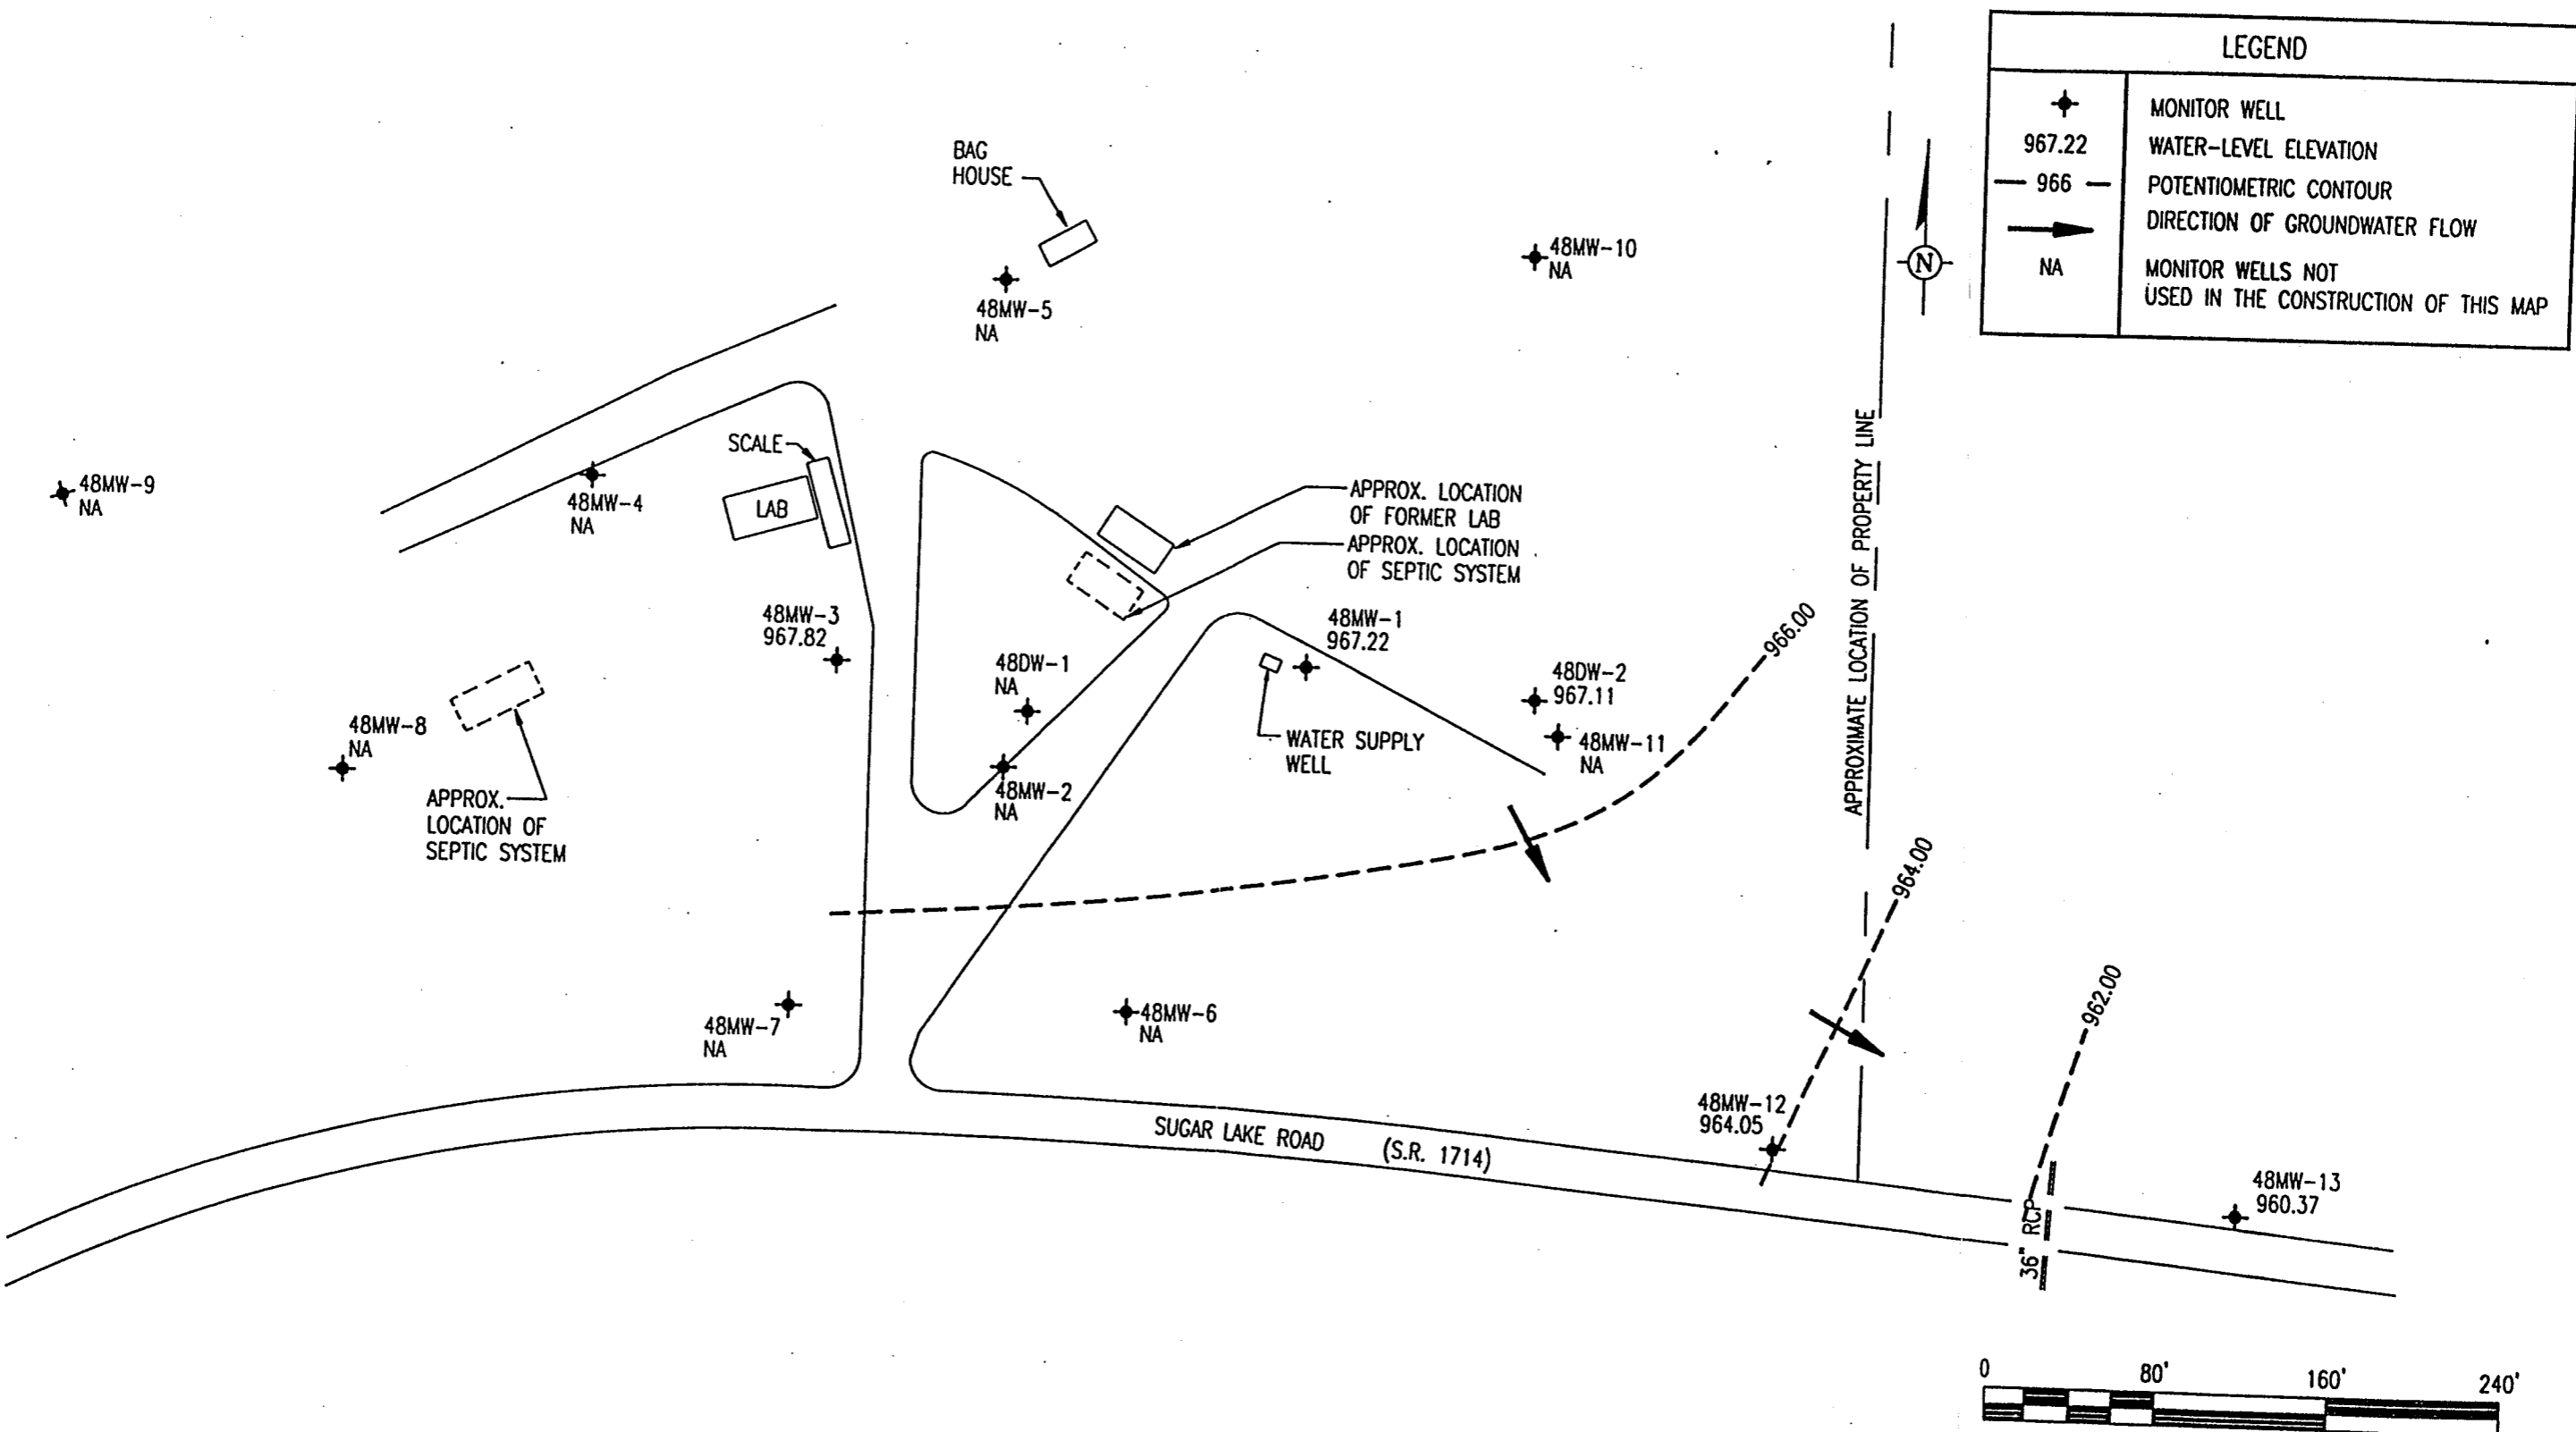 LEGEND
MONITOR WELL
967.22
WATER-LEVEL ELEVATION
966
POTENTIOMETRIC CONTOUR
DIRECTION OF GROUNDWATER FLOW
NA
MONITOR WELLS NOT
USED IN THE CONSTRUCTION OF THIS MAP
N
BAG
HOUSE
48MW-5
NA
48MW-10
NA
48MW-9
NA
48MW-4
NA
SCALE
LAB
APPROX. LOCATION
OF FORMER LAB
APPROX. LOCATION
OF SEPTIC SYSTEM
APPROXIMATE LOCATION OF PROPERTY LINE
48MW-3
967.82
48DW-1
NA
48MW-1
967.22
48DW-2
967.11
966.00
48MW-8
NA
48MW-2
NA
WATER SUPPLY
WELL
48MW-11
NA
APPROX.
LOCATION OF
SEPTIC SYSTEM
964.00
962.00
48MW-7
NA
48MW-6
NA
48MW-12
964.05
SUGAR LAKE ROAD (S.R. 1714)
36" RCP
48MW-13
960.37
0 80' 160' 240'